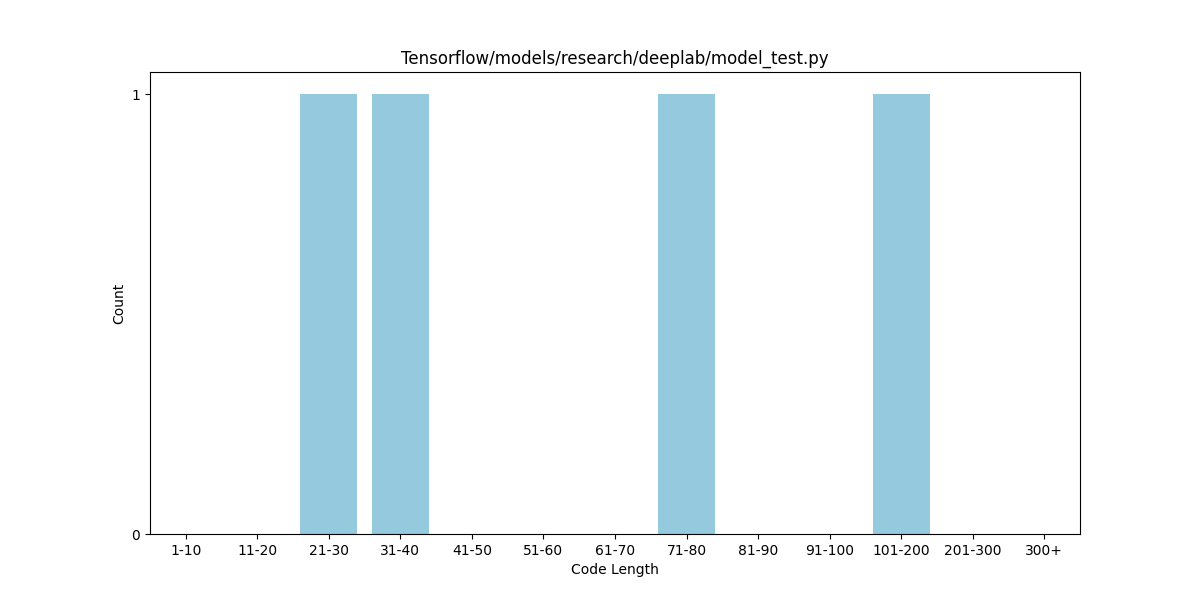 Tensorflow/models/research/deeplab/model_test.py
1
Count
0
1-10 11-20 21-30 31-40 41-50 51-60 61-70 71-80 81-90 91-100 101-200 201-300 300+
Code Length